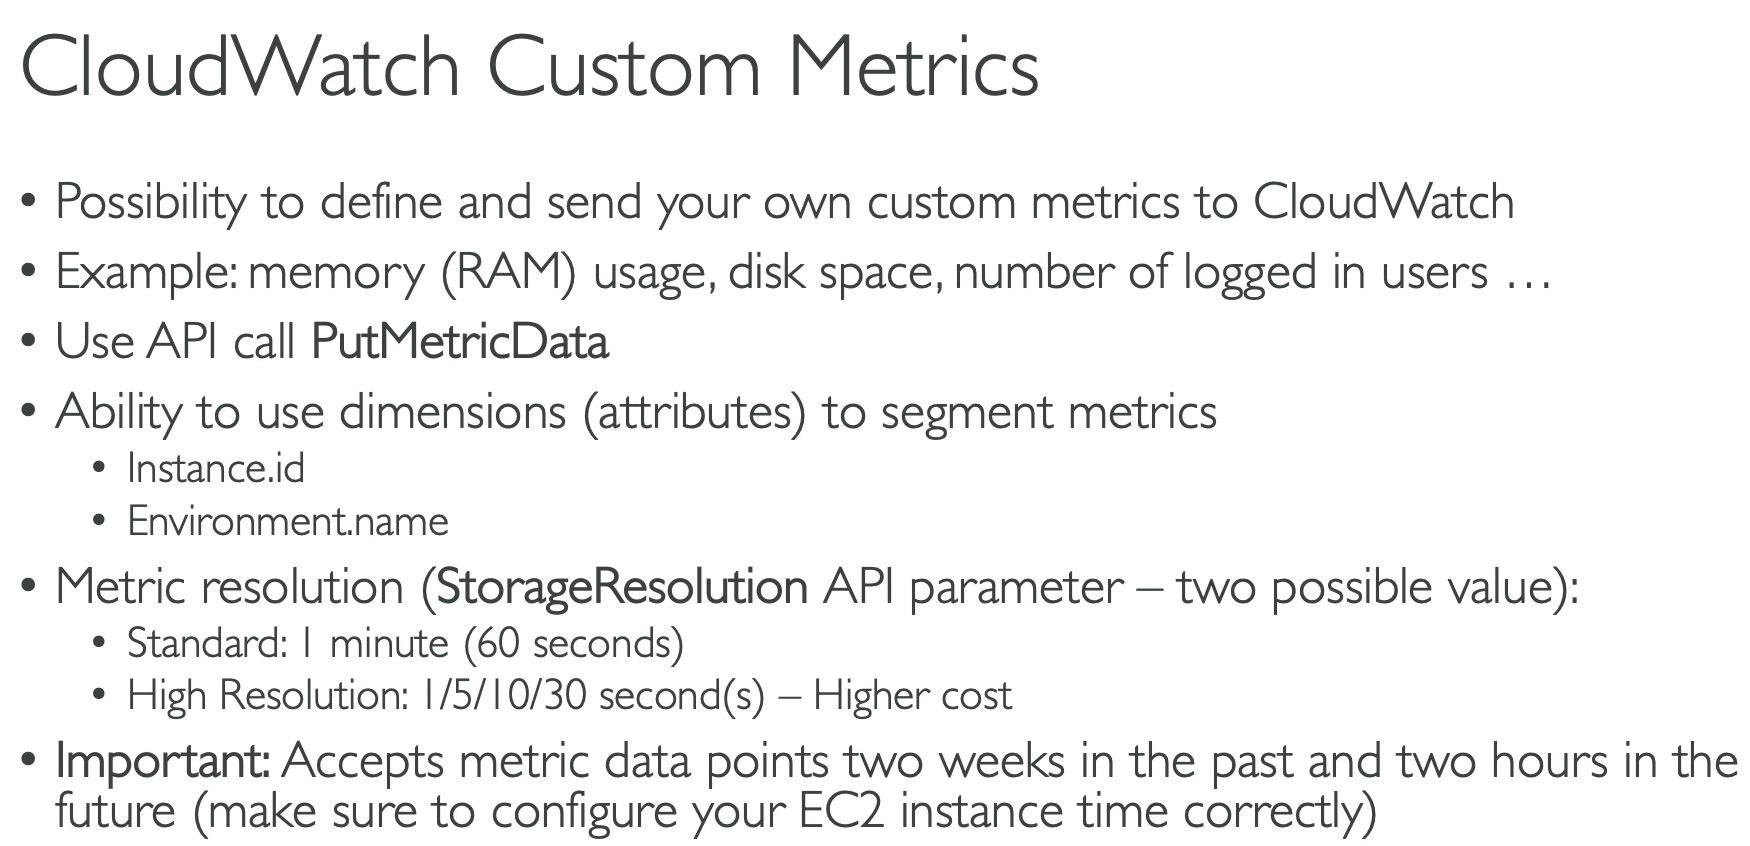 CloudWatch Custom Metrics
• Possibility to define and send your own custom metrics to CloudWatch
• Example: memory (RAM) usage, disk space, number of logged in users …
• Use API call PutMetricData
• Ability to use dimensions (attributes) to segment metrics
• Instance.id
• Environment.name
• Metric resolution (StorageResolution API parameter – two possible value):
• Standard: 1 minute (60 seconds)
• High Resolution: 1/5/10/30 second(s) – Higher cost
• Important: Accepts metric data points two weeks in the past and two hours in the
future (make sure to configure your EC2 instance time correctly)